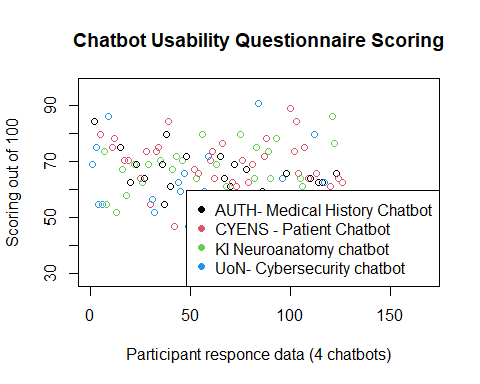 Chatbot Usability Questionnaire Scoring
Scoring out of 100
90
70
50
30
AUTH- Medical History Chatbot
CYENS - Patient Chatbot
KI Neuroanatomy chatbot
UoN- Cybersecurity chatbot
0 50 100 150
Participant responce data (4 chatbots)